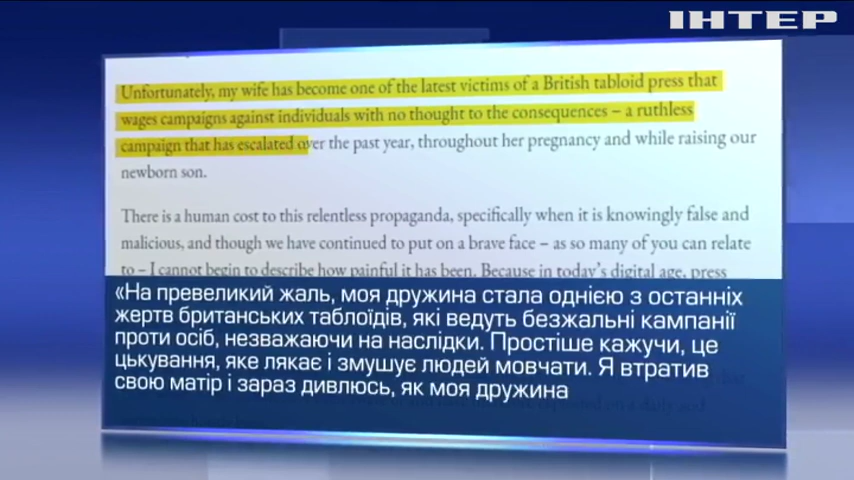 ІНТЕР
Unfortunately, my wife has become one of the latest victims of a British tabloid press that
wages campaigns against individuals with no thought to the consequences – a ruthless
campaign that has escalated over the past year, throughout her pregnancy and while raising our
newborn son.
There is a human cost to this relentless propaganda, specifically when it is knowingly false and
malicious, and though we have continued to put on a brave face – as so many of you can relate
to – I cannot begin to describe how painful it has been. Because in today's digital age, press
«На превеликий жаль, моя дружина стала однією з останніх
жертв британських таблоїдів, які ведуть безжальні кампанії
проти осіб, незважаючи на наслідки. Простіше кажучи, це
цькування, яке лякає і змушує людей мовчати. Я втратив
свою матір і зараз дивлюсь, як моя дружина